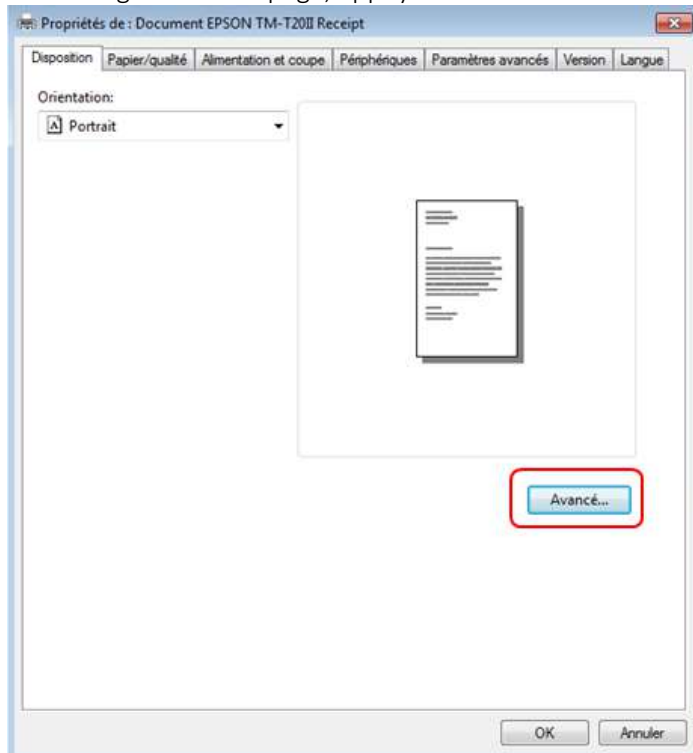 Propriétés de : Document EPSON TM-T20II Receipt
Disposition Papier/qualité Alimentation et coupe Périphériques Paramètres avancés Version Langue
Orientation:
Portrait
Avancé...
OK Annuler